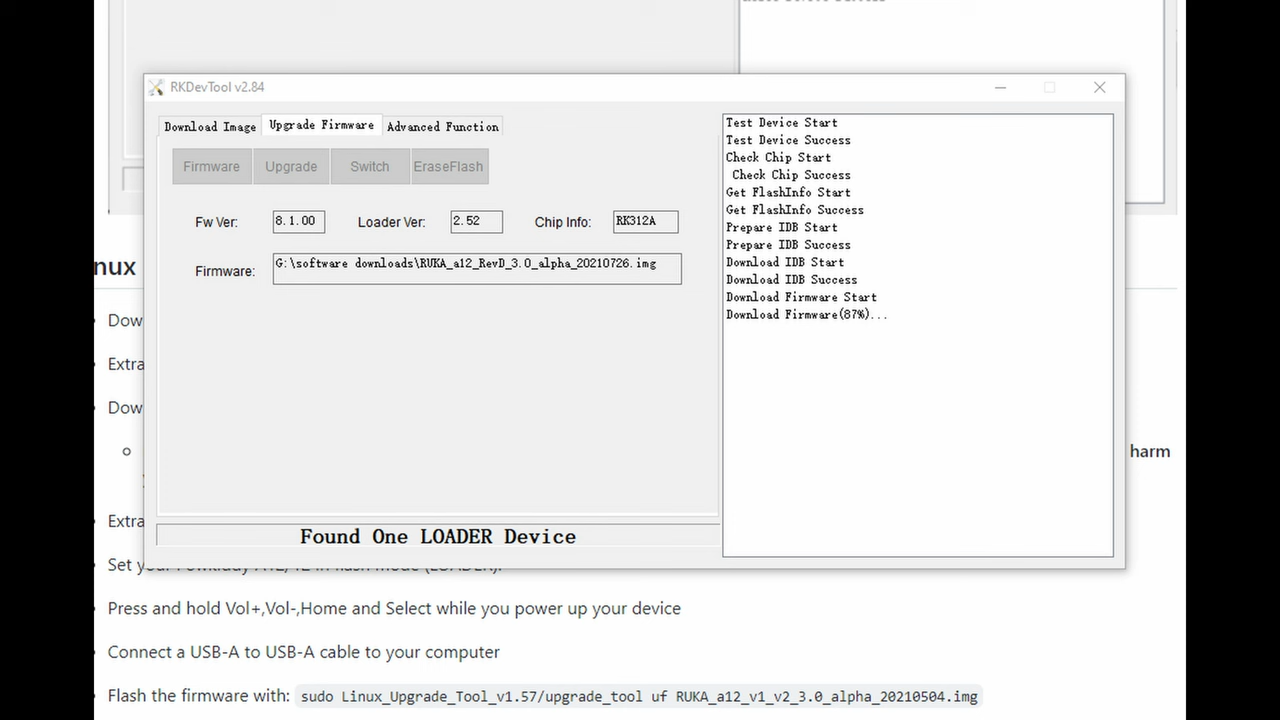 RKDevTool v2.84
Download Image Upgrade Firmware Advanced Function
Firmware Upgrade Switch EraseFlash
Fw Ver: 8.1.00 Loader Ver: 2.52 Chip Info: RK312A
Firmware: G:\software downloads\RUKA_a12_RevD_3.0_alpha_20210726.img
Found One LOADER Device
Test Device Start
Test Device Success
Check Chip Start
Check Chip Success
Get FlashInfo Start
Get FlashInfo Success
Prepare IDB Start
Prepare IDB Success
Download IDB Start
Download IDB Success
Download Firmware Start
Download Firmware(87%)...
nux
Dow
Extra
Dow
harm
Extra
Set
Press and hold Vol+,Vol-,Home and Select while you power up your device
Connect a USB-A to USB-A cable to your computer
Flash the firmware with: sudo Linux_Upgrade_Tool_v1.57/upgrade_tool uf RUKA_a12_v1_v2_3.0_alpha_20210504.img